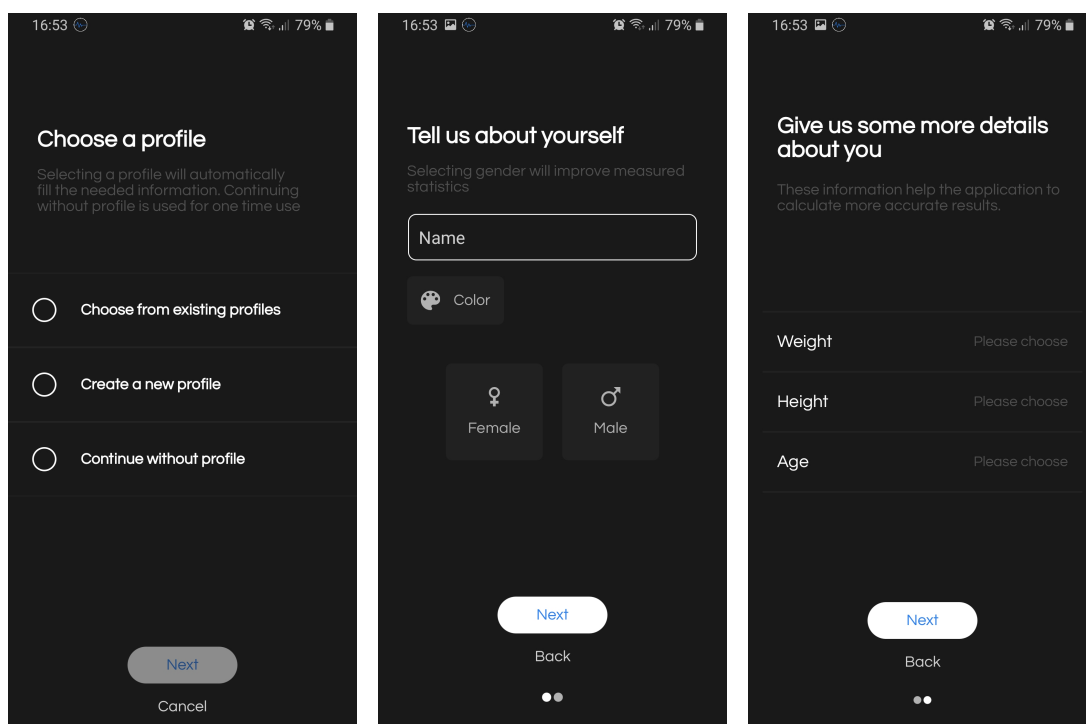 16:53 79%
Choose a profile
Selecting a profile will automatically
fill the needed information. Continuing
without profile is used for one time use
Choose from existing profiles
Create a new profile
Continue without profile
Next
Cancel
16:53 79%
Tell us about yourself
Selecting gender will improve measured
statistics
Name
Color
Female Male
Next
Back
16:53 79%
Give us some more details
about you
These information help the application to
calculate more accurate results.
Weight Please choose
Height Please choose
Age Please choose
Next
Back